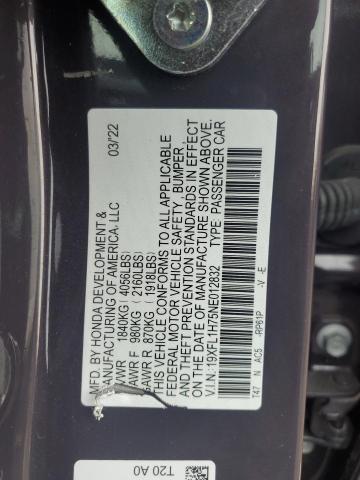 MFD. BY HONDA DEVELOPMENT &
MANUFACTURING OF AMERICA, LLC 03/22
GVWR 1840KG (4056LBS)
GAWR F 980KG (2160LBS)
GAWR R 870KG (1918LBS)
THIS VEHICLE CONFORMS TO ALL APPLICABLE
FEDERAL MOTOR VEHICLE SAFETY, BUMPER,
AND THEFT PREVENTION STANDARDS IN EFFECT
ON THE DATE OF MANUFACTURE SHOWN ABOVE.
V.I.N: 19XFL1H75NE012832 TYPE: PASSENGER CAR
T47 N AC5 -RP61P -V -E
T20 A0